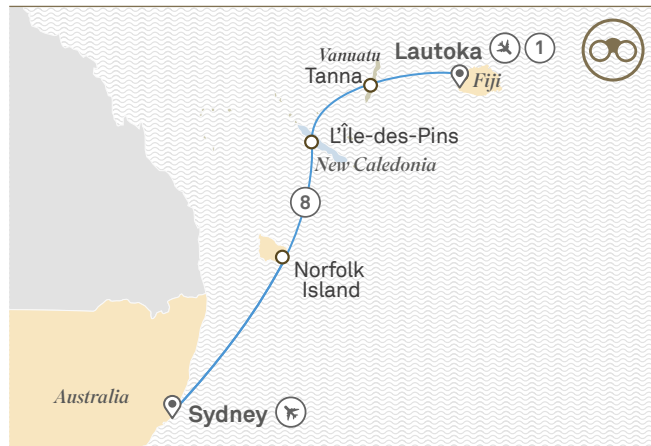 Vanuatu
Lautoka 1
Tanna
Fiji
L'Île-des-Pins
New Caledonia
8
Norfolk
Island
Australia
Sydney